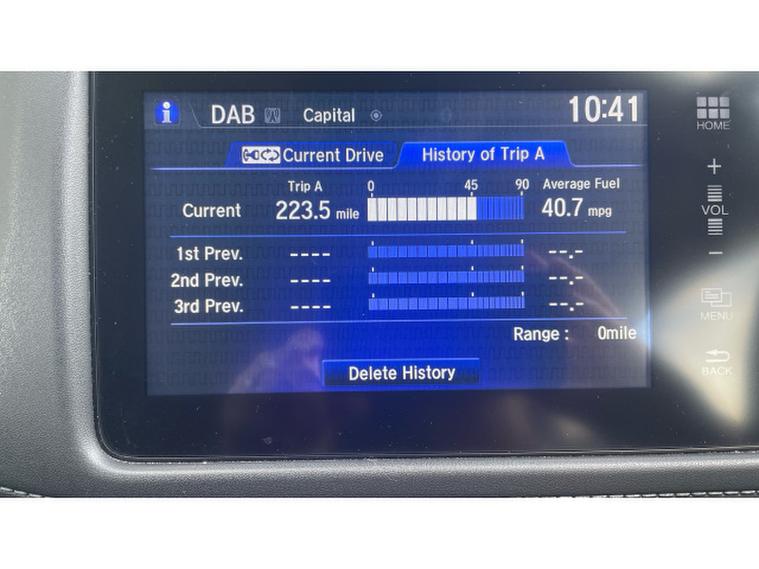 i DAB Capital 10:41
HOME
Current Drive History of Trip A
Trip A 0 45 90 Average Fuel
Current 223.5 mile 40.7 mpg
+
VOL
−
1st Prev. ---- --.-
2nd Prev. ---- --.-
3rd Prev. ---- --.-
MENU
Range : 0mile
BACK
Delete History